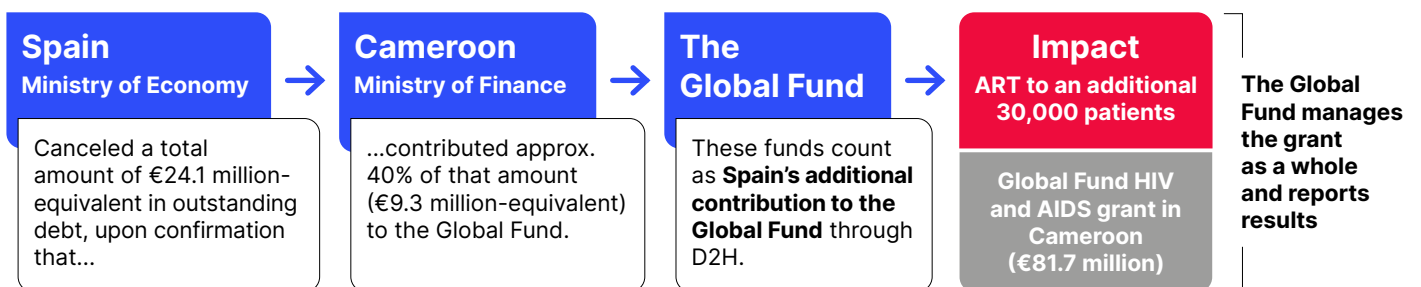 Spain
Ministry of Economy
Canceled a total
amount of €24.1 million-
equivalent in outstanding
debt, upon confirmation
that...
Cameroon
Ministry of Finance
...contributed approx.
40% of that amount
(€9.3 million-equivalent)
to the Global Fund.
The
Global Fund
These funds count
as Spain’s additional
contribution to the
Global Fund through
D2H.
Impact
ART to an additional
30,000 patients
Global Fund HIV
and AIDS grant in
Cameroon
(€81.7 million)
The Global
Fund manages
the grant
as a whole
and reports
results